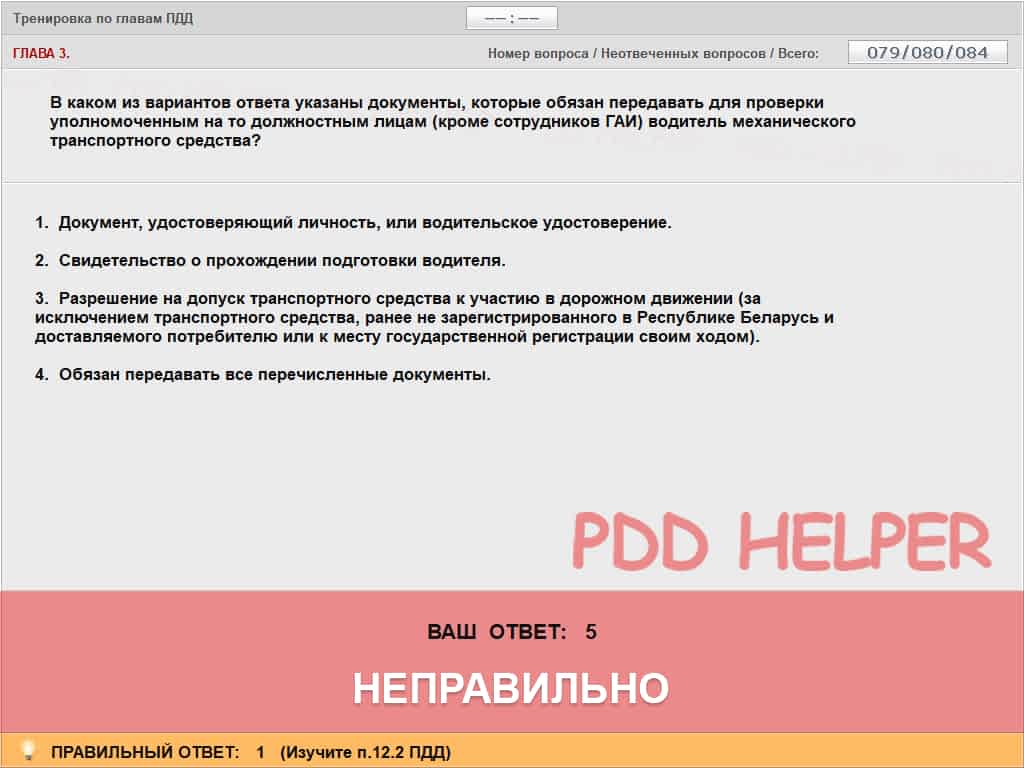 Тренировка по главам ПДД
—— : ——
ГЛАВА 3.
Номер вопроса / Неотвеченных вопросов / Всего: 079/080/084
В каком из вариантов ответа указаны документы, которые обязан передавать для проверки
уполномоченным на то должностным лицам (кроме сотрудников ГАИ) водитель механического
транспортного средства?
1. Документ, удостоверяющий личность, или водительское удостоверение.
2. Свидетельство о прохождении подготовки водителя.
3. Разрешение на допуск транспортного средства к участию в дорожном движении (за
исключением транспортного средства, ранее не зарегистрированного в Республике Беларусь и
доставляемого потребителю или к месту государственной регистрации своим ходом).
4. Обязан передавать все перечисленные документы.
PDD HELPER
ВАШ ОТВЕТ: 5
НЕПРАВИЛЬНО
ПРАВИЛЬНЫЙ ОТВЕТ: 1 (Изучите п.12.2 ПДД)